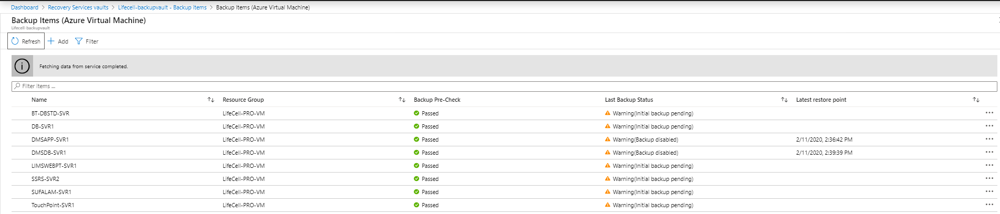 Dashboard > Recovery Services vaults > Lifecell-backupvault - Backup items > Backup Items (Azure Virtual Machine)
Backup Items (Azure Virtual Machine)
Lifecell-backupvault
Refresh Add Filter
Fetching data from service completed.
Filter items ...
Name Resource Group Backup Pre-Check Last Backup Status Latest restore point
BT-DBSTD-SVR LifeCell-PRO-VM Passed Warning(Initial backup pending)
DB-SVR1 LifeCell-PRO-VM Passed Warning(Initial backup pending)
DMSAPP-SVR1 LifeCell-PRO-VM Passed Warning(Backup disabled) 2/11/2020, 2:36:42 PM
DMSDB-SVR1 LifeCell-PRO-VM Passed Warning(Backup disabled) 2/11/2020, 2:39:39 PM
LIMSWEBPT-SVR1 LifeCell-PRO-VM Passed Warning(Initial backup pending)
SSRS-SVR2 LifeCell-PRO-VM Passed Warning(Initial backup pending)
SUFALAM-SVR1 LifeCell-PRO-VM Passed Warning(Initial backup pending)
TouchPoint-SVR1 LifeCell-PRO-VM Passed Warning(Initial backup pending)